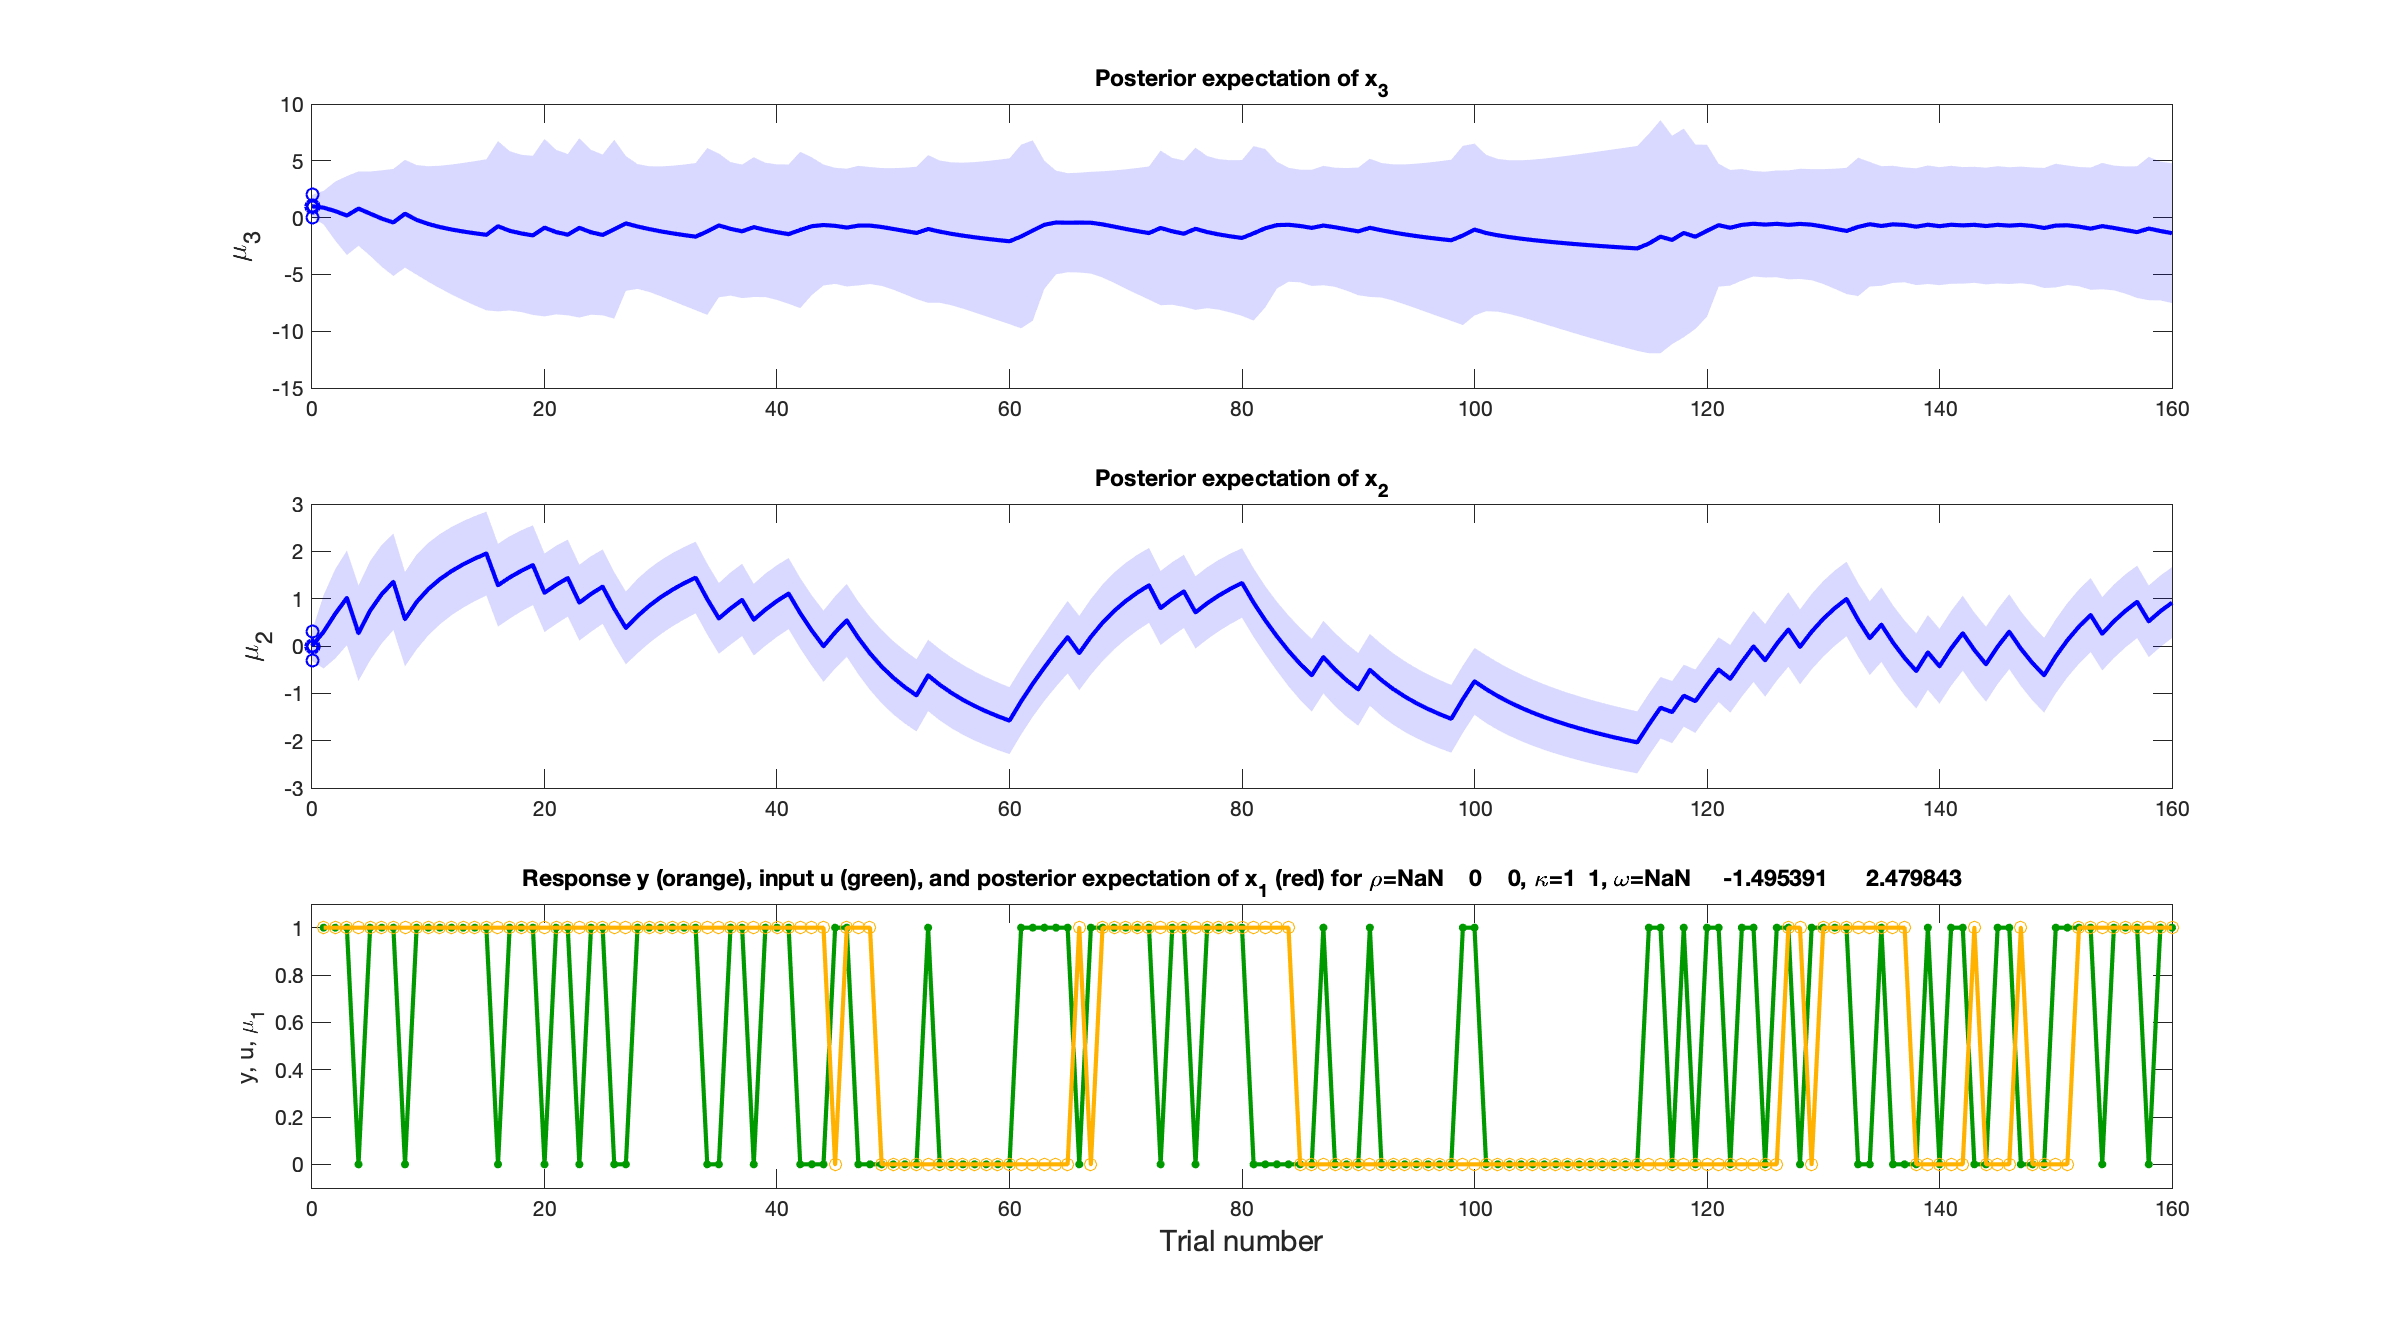 Posterior expectation of x3
μ3
10
5
0
-5
-10
-15
0 20 40 60 80 100 120 140 160
Posterior expectation of x2
μ2
3
2
1
0
-1
-2
-3
0 20 40 60 80 100 120 140 160
Response y (orange), input u (green), and posterior expectation of x1 (red) for ρ=NaN 0 0, κ=1 1, ω=NaN -1.495391 2.479843
y, u, μ1
1
0.8
0.6
0.4
0.2
0
0 20 40 60 80 100 120 140 160
Trial number